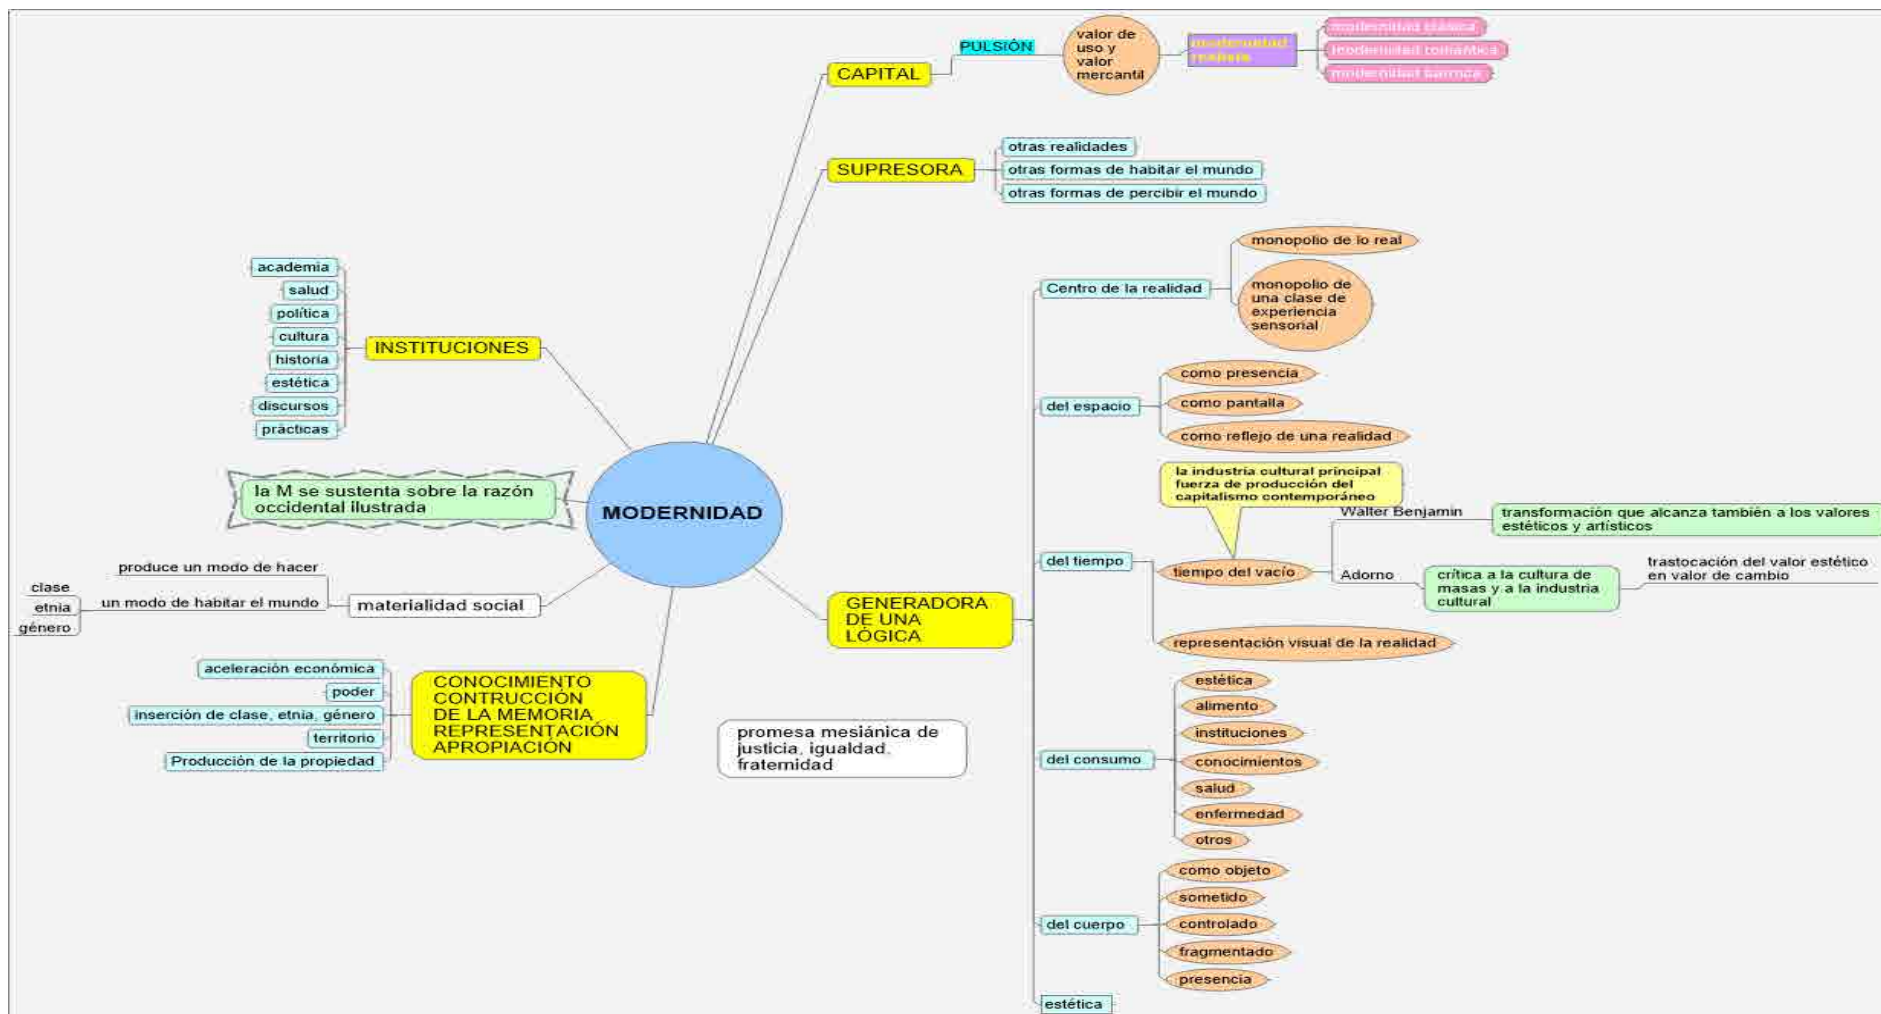 PULSIÓN
valor de
uso y
valor
mercantil
modernidad
realista
modernidad clásica
modernidad romántica
modernidad barroca
CAPITAL
SUPRESORA
otras realidades
otras formas de habitar el mundo
otras formas de percibir el mundo
academia
salud
política
cultura
historia
estética
discursos
prácticas
INSTITUCIONES
la M se sustenta sobre la razón
occidental ilustrada
MODERNIDAD
produce un modo de hacer
un modo de habitar el mundo
clase
etnia
género
materialidad social
aceleración económica
poder
inserción de clase, etnia, género
territorio
Producción de la propiedad
CONOCIMIENTO
CONTRUCCIÓN
DE LA MEMORIA
REPRESENTACIÓN
APROPIACIÓN
promesa mesiánica de
justicia, igualdad.
fraternidad
GENERADORA
DE UNA
LÓGICA
Centro de la realidad
monopolio de lo real
monopolio de
una clase de
experiencia
sensorial
del espacio
como presencia
como pantalla
como reflejo de una realidad
del tiempo
la industria cultural principal
fuerza de producción del
capitalismo contemporáneo
tiempo del vacío
Walter Benjamin
transformación que alcanza también a los valores
estéticos y artísticos
Adorno
crítica a la cultura de
masas y a la industria
cultural
trastocación del valor estético
en valor de cambio
representación visual de la realidad
del consumo
estética
alimento
instituciones
conocimientos
salud
enfermedad
otros
del cuerpo
como objeto
sometido
controlado
fragmentado
presencia
estética